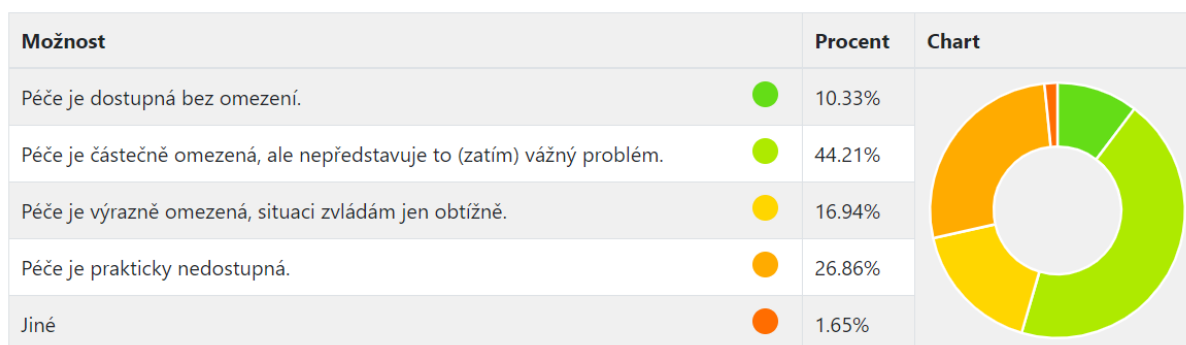 Možnost Procent Chart
Péče je dostupná bez omezení. 10.33%
Péče je částečně omezená, ale nepředstavuje to (zatím) vážný problém. 44.21%
Péče je výrazně omezená, situaci zvládám jen obtížně. 16.94%
Péče je prakticky nedostupná. 26.86%
Jiné 1.65%